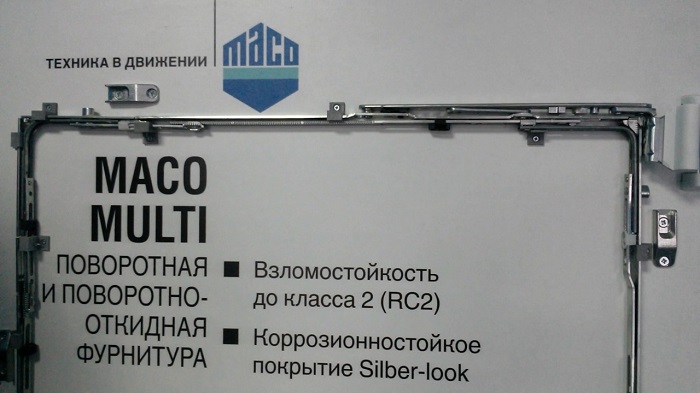 ТЕХНИКА В ДВИЖЕНИИ
maco
MACO
MULTI
ПОВОРОТНАЯ
И ПОВОРОТНО-
ОТКИДНАЯ
ФУРНИТУРА
■ Взломостойкость
до класса 2 (RC2)
■ Коррозионностойкое
покрытие Silber-look